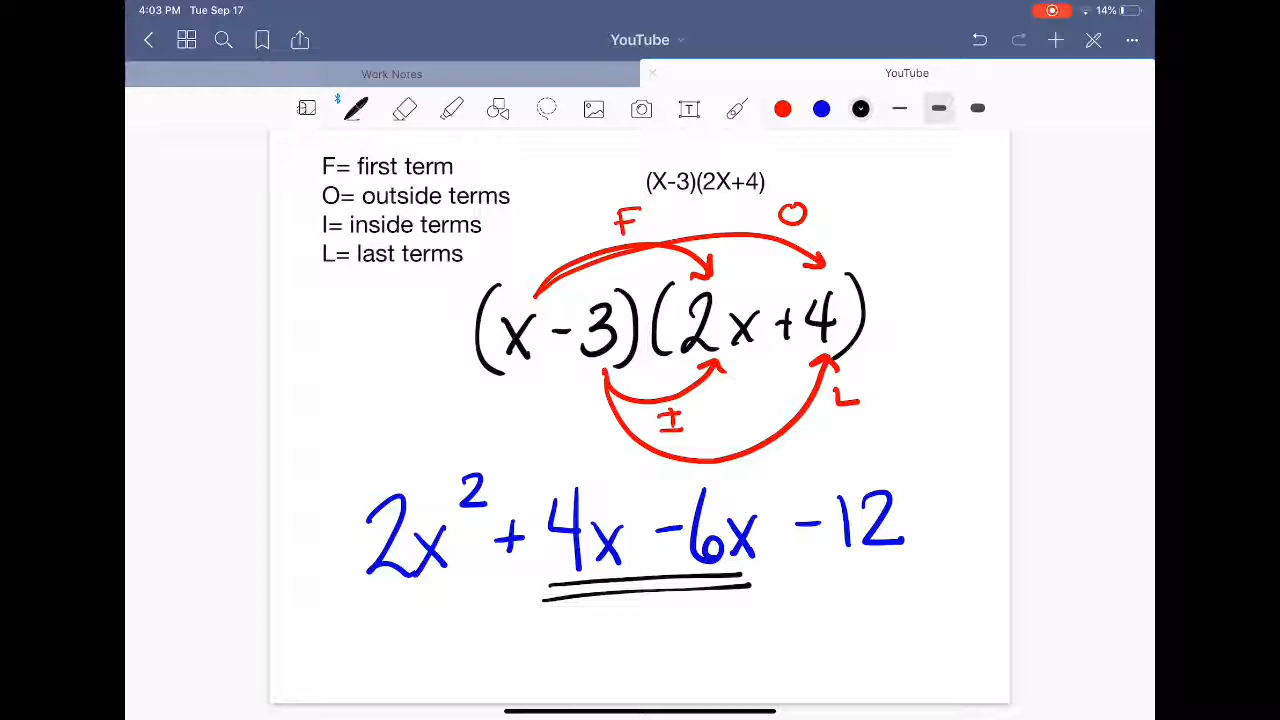 4:03 PM Tue Sep 17
14%
YouTube
Work Notes
YouTube
T
F= first term
O= outside terms
I= inside terms
L= last terms
(X-3)(2X+4)
F O
(x-3)(2x+4)
I L
2x² + 4x - 6x - 12